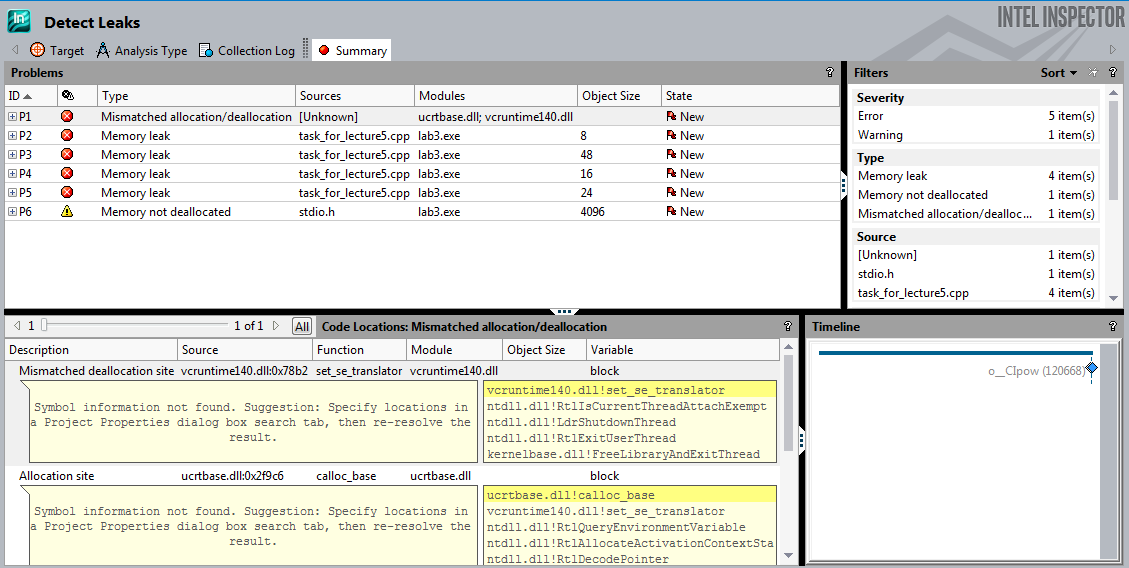 In
Detect Leaks
INTEL INSPECTOR
Target Analysis Type Collection Log Summary
Problems ?
ID Type Sources Modules Object Size State
P1 Mismatched allocation/deallocation [Unknown] ucrtbase.dll; vcruntime140.dll New
P2 Memory leak task_for_lecture5.cpp lab3.exe 8 New
P3 Memory leak task_for_lecture5.cpp lab3.exe 48 New
P4 Memory leak task_for_lecture5.cpp lab3.exe 16 New
P5 Memory leak task_for_lecture5.cpp lab3.exe 24 New
P6 Memory not deallocated stdio.h lab3.exe 4096 New
Filters Sort ?
Severity
Error 5 item(s)
Warning 1 item(s)
Type
Memory leak 4 item(s)
Memory not deallocated 1 item(s)
Mismatched allocation/dealloc... 1 item(s)
Source
[Unknown] 1 item(s)
stdio.h 1 item(s)
task_for_lecture5.cpp 4 item(s)
1 1 of 1 All Code Locations: Mismatched allocation/deallocation ?
Description Source Function Module Object Size Variable
Mismatched deallocation site vcruntime140.dll:0x78b2 set_se_translator vcruntime140.dll block
Symbol information not found. Suggestion: Specify locations in
a Project Properties dialog box search tab, then re-resolve the
result.
vcruntime140.dll!set_se_translator
ntdll.dll!RtlIsCurrentThreadAttachExempt
ntdll.dll!LdrShutdownThread
ntdll.dll!RtlExitUserThread
kernelbase.dll!FreeLibraryAndExitThread
Allocation site ucrtbase.dll:0x2f9c6 calloc_base ucrtbase.dll block
Symbol information not found. Suggestion: Specify locations in
a Project Properties dialog box search tab, then re-resolve the
result.
ucrtbase.dll!calloc_base
vcruntime140.dll!set_se_translator
ntdll.dll!RtlQueryEnvironmentVariable
ntdll.dll!RtlAllocateActivationContextSta
ntdll.dll!RtlDecodePointer
Timeline ?
o__CIpow (120668)